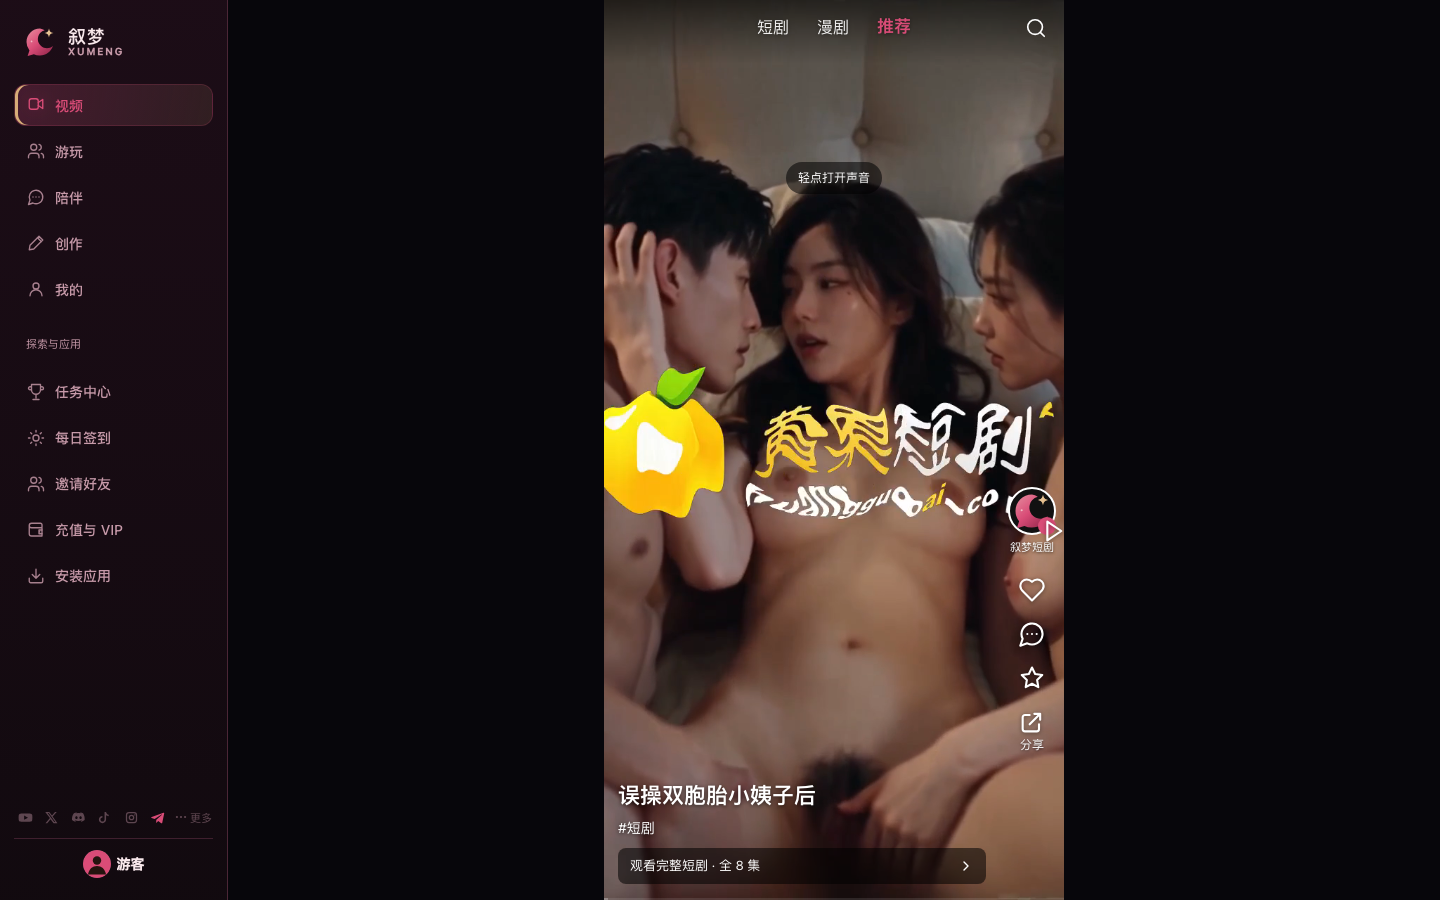 叙梦
XUMENG
视频
游玩
陪伴
创作
我的
探索与应用
任务中心
每日签到
邀请好友
充值与 VIP
安装应用
更多
游客
短剧
漫剧
推荐
轻点打开声音
黄果短剧
叙梦短剧
分享
误操双胞胎小姨子后
#短剧
观看完整短剧 · 全 8 集